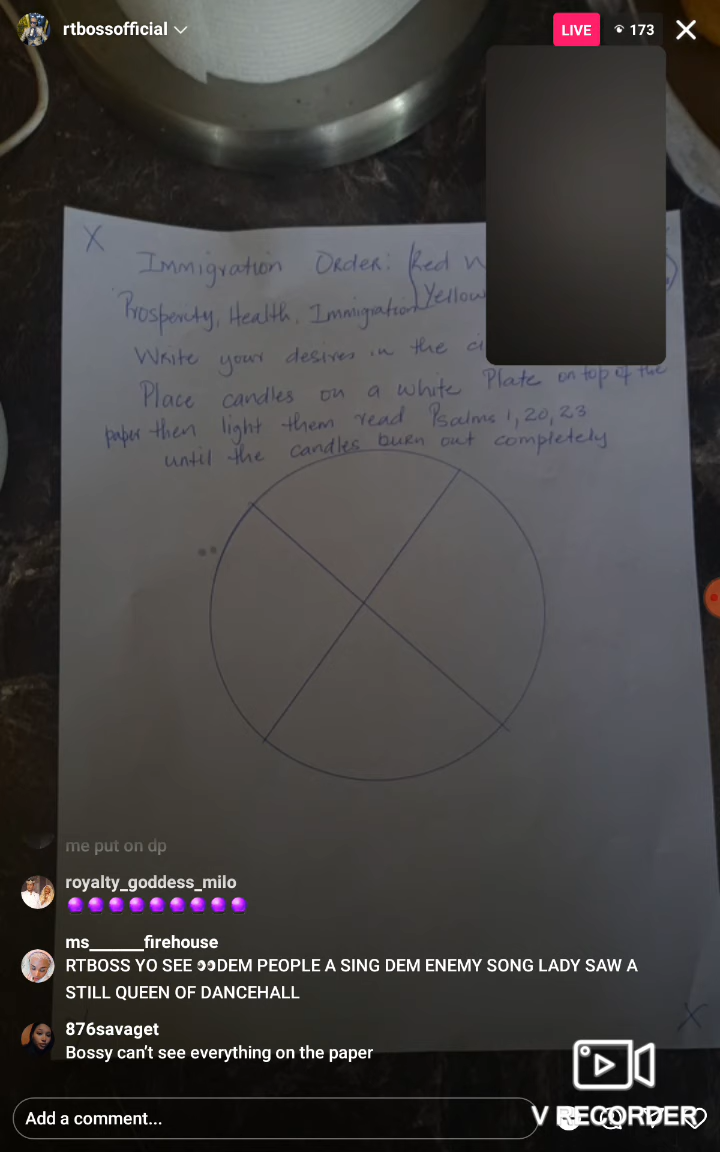 rtbossofficial
LIVE
173
X
Immigration Order: (Red W
Prosperity, Health, Immigration Yellow
Write your desires in the ci
Place candles on a white Plate on top of the
paper then light them read Psalms 1, 20, 23
until the candles burn out completely
me put on dp
royalty_goddess_milo
ms______firehouse
RTBOSS YO SEE 👀DEM PEOPLE A SING DEM ENEMY SONG LADY SAW A
STILL QUEEN OF DANCEHALL
X
876savaget
Bossy can't see everything on the paper
Add a comment...
V RECORDER